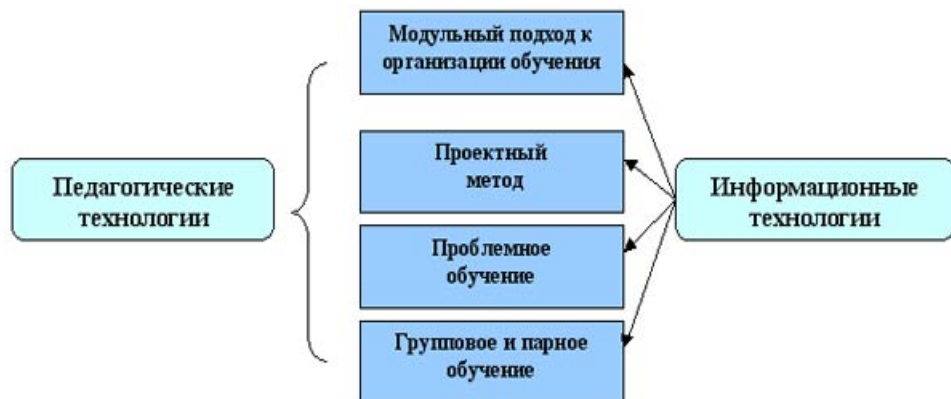 Модульный подход к
организации обучения
Проектный
метод
Педагогические
технологии
Информационные
технологии
Проблемное
обучение
Групповое и парное
обучение